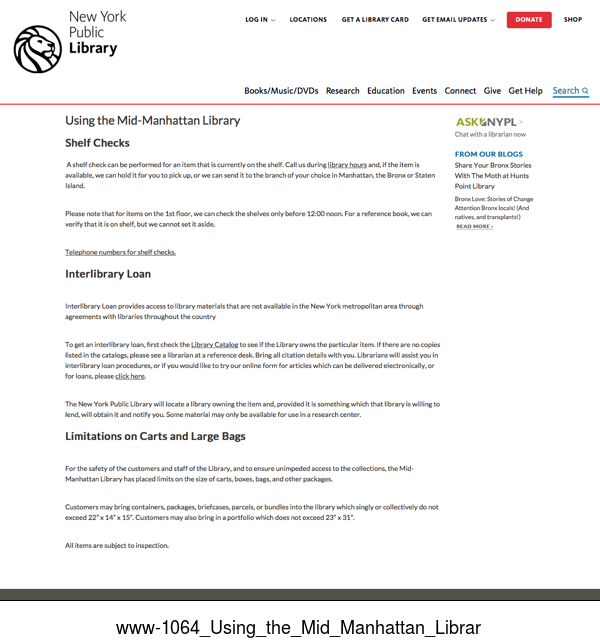 New York
Public
Library
LOG IN
LOCATIONS
GET A LIBRARY CARD
GET EMAIL UPDATES
DONATE
SHOP
Books/Music/DVDs Research Education Events Connect Give Get Help Search
Using the Mid-Manhattan Library
Shelf Checks
A shelf check can be performed for an item that is currently on the shelf. Call us during library hours and, if the item is
available, we can hold it for you to pick up, or we can send it to the branch of your choice in Manhattan, the Bronx or Staten
Island.
Please note that for items on the 1st floor, we can check the shelves only before 12:00 noon. For a reference book, we can
verify that it is on shelf, but we cannot set it aside.
Telephone numbers for shelf checks.
Interlibrary Loan
Interlibrary Loan provides access to library materials that are not available in the New York metropolitan area through
agreements with libraries throughout the country
To get an interlibrary loan, first check the Library Catalog to see if the Library owns the particular item. If there are no copies
listed in the catalogs, please see a librarian at a reference desk. Bring all citation details with you. Librarians will assist you in
interlibrary loan procedures, or if you would like to try our online form for articles which can be delivered electronically, or
for loans, please click here.
The New York Public Library will locate a library owning the item and, provided it is something which that library is willing to
lend, will obtain it and notify you. Some material may only be available for use in a research center.
Limitations on Carts and Large Bags
For the safety of the customers and staff of the Library, and to ensure unimpeded access to the collections, the Mid-
Manhattan Library has placed limits on the size of carts, boxes, bags, and other packages.
Customers may bring containers, packages, briefcases, parcels, or bundles into the library which singly or collectively do not
exceed 22" x 14" x 15". Customers may also bring in a portfolio which does not exceed 23" x 31".
All items are subject to inspection.
ASK NYPL >
Chat with a librarian now
FROM OUR BLOGS
Share Your Bronx Stories
With The Moth at Hunts
Point Library
Bronx Love: Stories of Change
Attention Bronx locals! (And
natives, and transplants!)
READ MORE ›
www-1064_Using_the_Mid_Manhattan_Librar